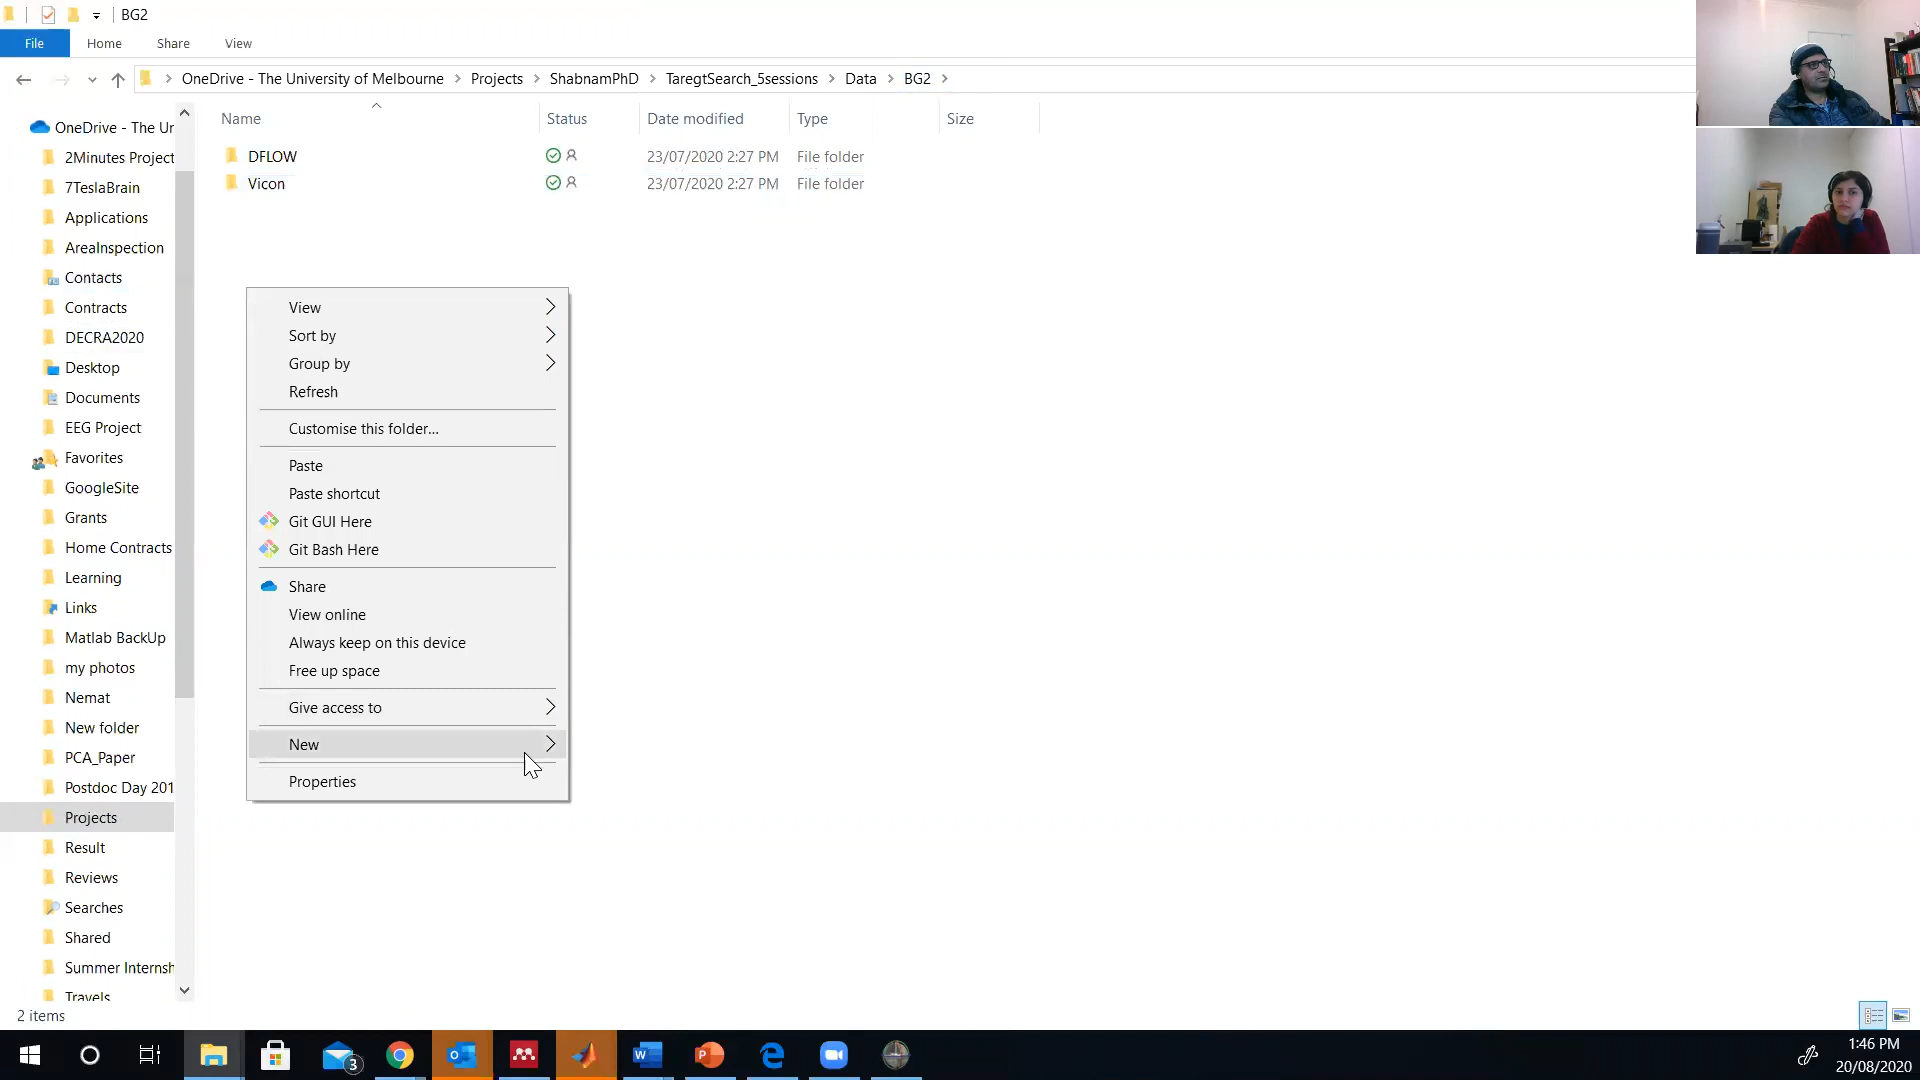 BG2
File Home Share View
OneDrive - The University of Melbourne Projects ShabnamPhD TaregtSearch_5sessions Data BG2
Name Status Date modified Type Size
DFLOW 23/07/2020 2:27 PM File folder
Vicon 23/07/2020 2:27 PM File folder
OneDrive - The Ur
2Minutes Project
7TeslaBrain
Applications
AreaInspection
Contacts
Contracts
DECRA2020
Desktop
Documents
EEG Project
Favorites
GoogleSite
Grants
Home Contracts
Learning
Links
Matlab BackUp
my photos
Nemat
New folder
PCA_Paper
Postdoc Day 201
Projects
Result
Reviews
Searches
Shared
Summer Internsh
Travels
View
Sort by
Group by
Refresh
Customise this folder...
Paste
Paste shortcut
Git GUI Here
Git Bash Here
Share
View online
Always keep on this device
Free up space
Give access to
New
Properties
2 items
3
1:46 PM
20/08/2020